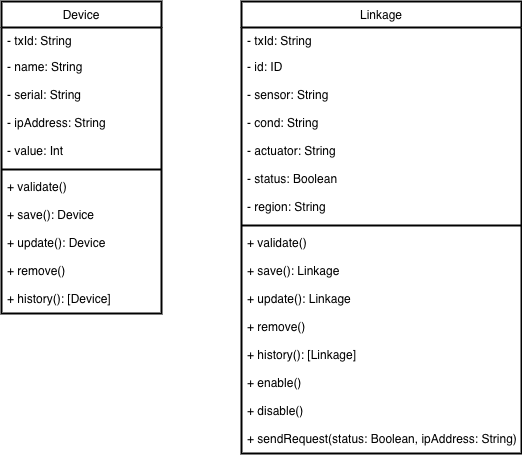 Device
- txId: String
- name: String
- serial: String
- ipAddress: String
- value: Int
+ validate()
+ save(): Device
+ update(): Device
+ remove()
+ history(): [Device]
Linkage
- txId: String
- id: ID
- sensor: String
- cond: String
- actuator: String
- status: Boolean
- region: String
+ validate()
+ save(): Linkage
+ update(): Linkage
+ remove()
+ history(): [Linkage]
+ enable()
+ disable()
+ sendRequest(status: Boolean, ipAddress: String)